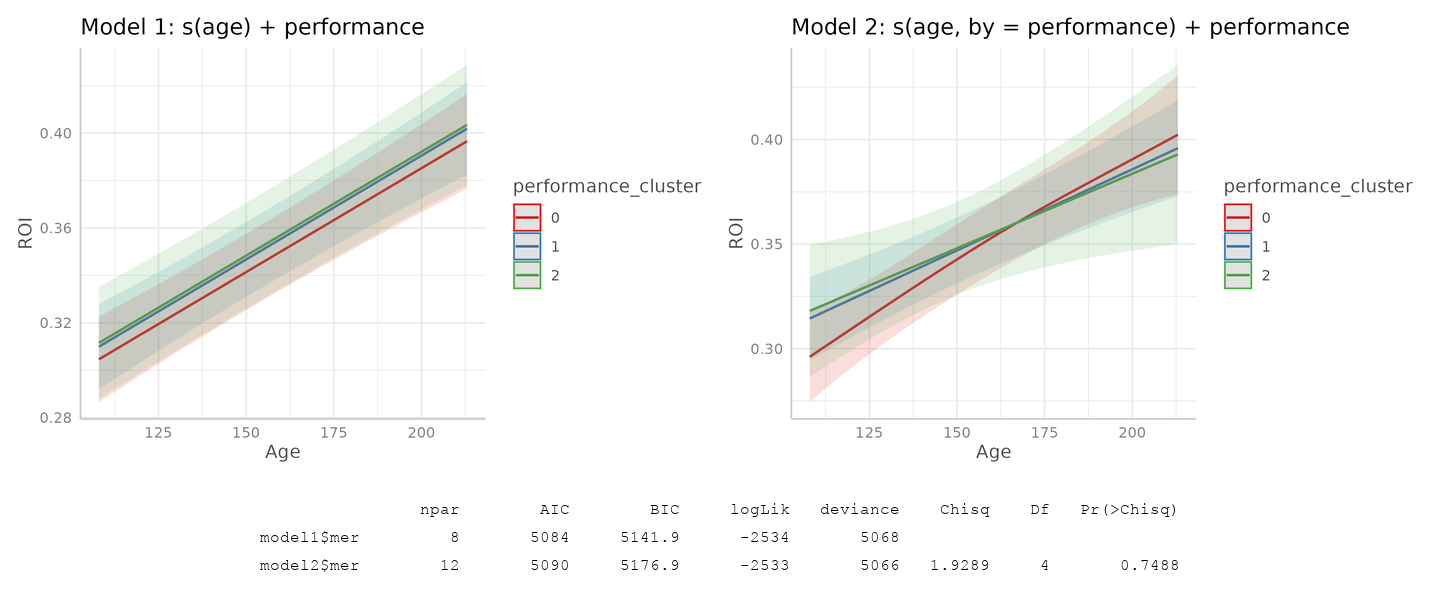 Model 1: s(age) + performance
0.40
0.36
0.32
0.28
ROI
125 150 175 200
Age
performance_cluster
0
1
2
Model 2: s(age, by = performance) + performance
0.40
0.35
0.30
ROI
125 150 175 200
Age
performance_cluster
0
1
2
npar AIC BIC logLik deviance Chisq Df Pr(>Chisq)
model1$mer 8 5084 5141.9 -2534 5068
model2$mer 12 5090 5176.9 -2533 5066 1.9289 4 0.7488